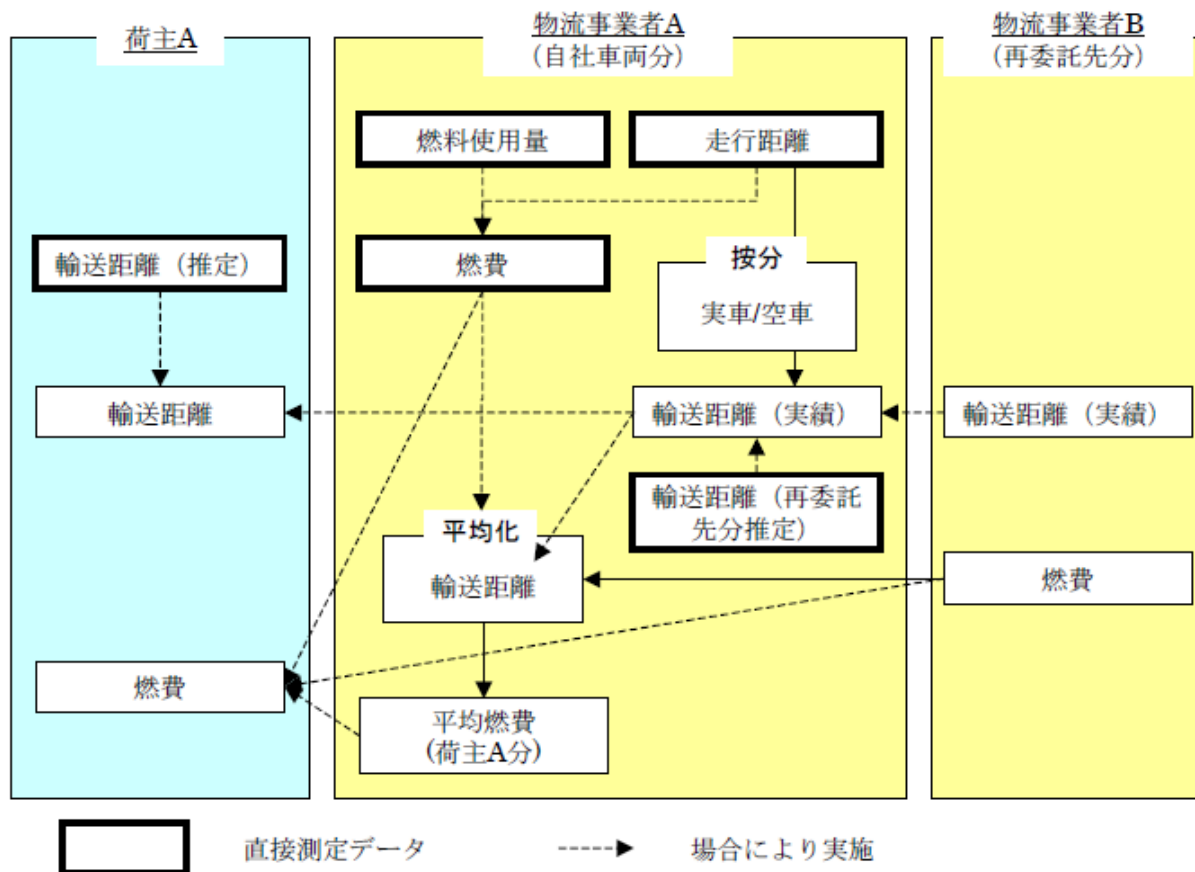 荷主A
物流事業者A
(自社車両分)
物流事業者B
(再委託先分)
燃料使用量
走行距離
輸送距離（推定）
燃費
按分
実車/空車
輸送距離
輸送距離（実績）
輸送距離（実績）
輸送距離（再委託
先分推定）
平均化
輸送距離
燃費
燃費
平均燃費
(荷主A分)
直接測定データ
場合により実施